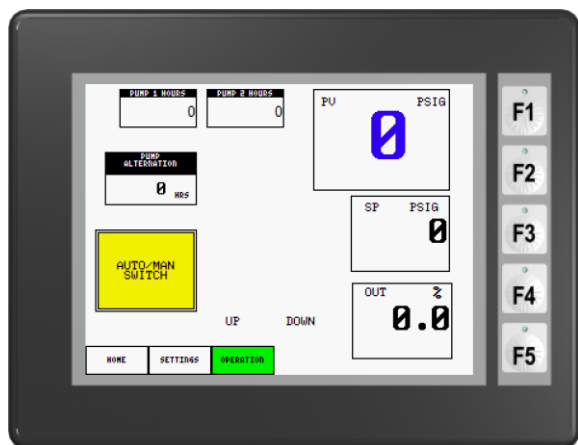 PUMP 1 HOURS
0
PUMP 2 HOURS
0
PV PSIG
0
PUMP
ALTERNATION
0 HRS
SP PSIG
0
AUTO/MAN
SWITCH
OUT %
0.0
UP DOWN
HOME SETTINGS OPERATION
F1
F2
F3
F4
F5